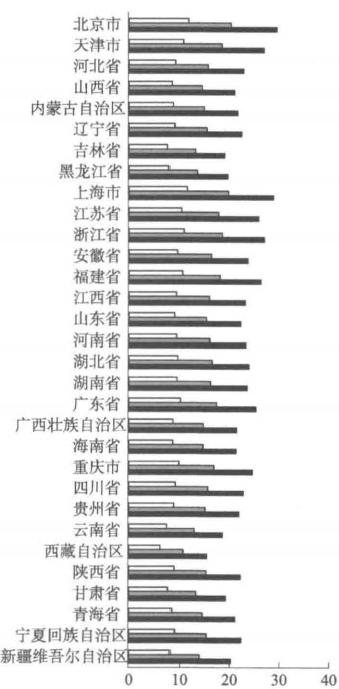 北京市
天津市
河北省
山西省
内蒙古自治区
辽宁省
吉林省
黑龙江省
上海市
江苏省
浙江省
安徽省
福建省
江西省
山东省
河南省
湖北省
湖南省
广东省
广西壮族自治区
海南省
重庆市
四川省
贵州省
云南省
西藏自治区
陕西省
甘肃省
青海省
宁夏回族自治区
新疆维吾尔自治区
0 10 20 30 40